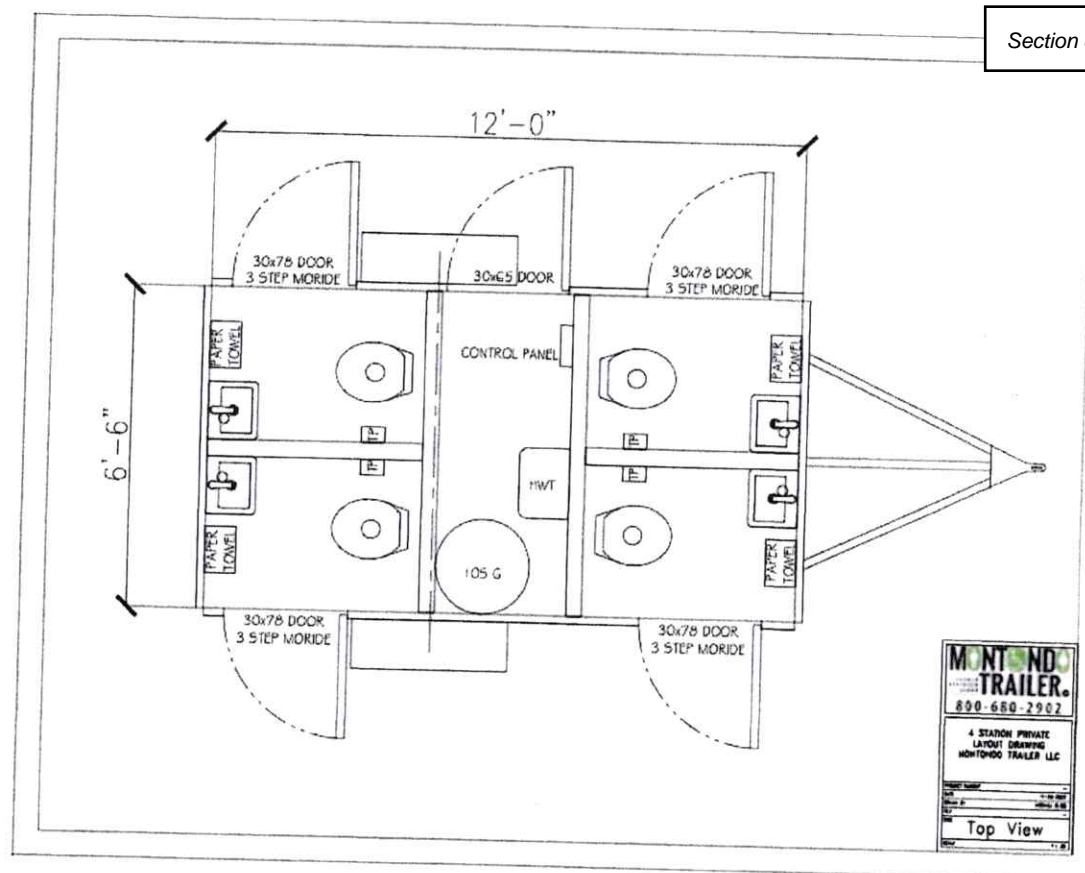 Section
12'-0"
30x78 DOOR
3 STEP MORIDE
30x65 DOOR
30x78 DOOR
3 STEP MORIDE
PAPER
TOWEL
CONTROL PANEL
PAPER
TOWEL
6'-6"
TP
TP
TP
TP
HWT
PAPER
TOWEL
105 G
PAPER
TOWEL
30x78 DOOR
3 STEP MORIDE
30x78 DOOR
3 STEP MORIDE
MONTONDO
TRAILER
800-680-2902
4 STATION PRIVATE
LAYOUT DRAWING
MONTONDO TRAILER LLC
Top View